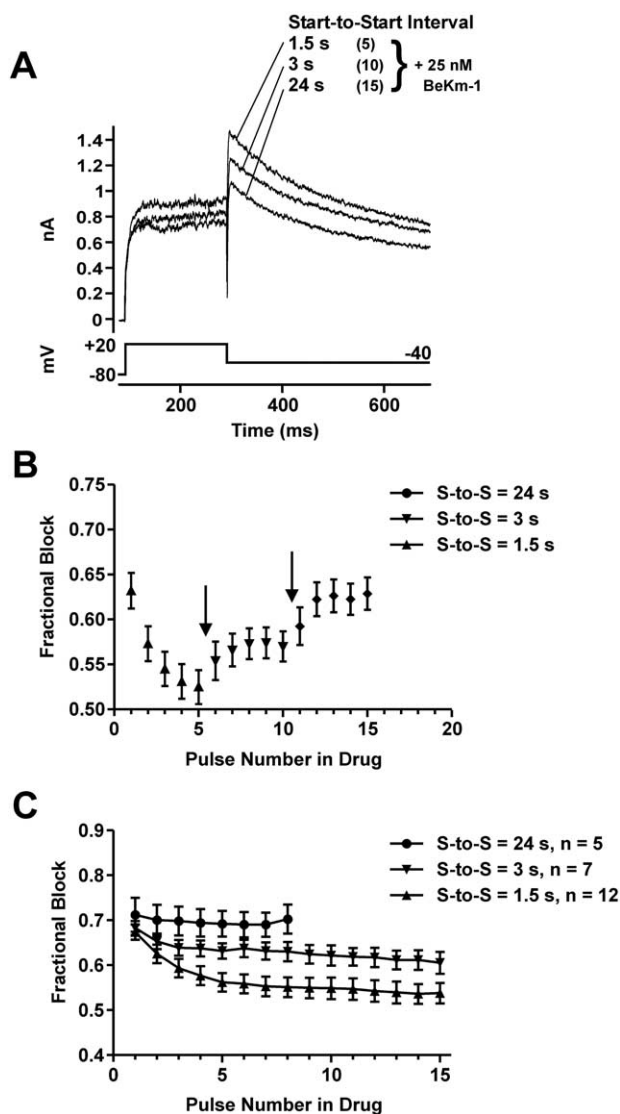 Start-to-Start Interval
A
1.5 s (5)
3 s (10) } + 25 nM
24 s (15) BeKm-1
1.4
1.2
1
0.8
0.6
0.4
0.2
0
nA
+20
-80
mV
-40
200 400 600
Time (ms)
B
0.75
0.70
0.65
0.60
0.55
0.50
Fractional Block
S-to-S = 24 s
S-to-S = 3 s
S-to-S = 1.5 s
0 5 10 15 20
Pulse Number in Drug
C
0.9
0.8
0.7
0.6
0.5
0.4
Fractional Block
S-to-S = 24 s, n = 5
S-to-S = 3 s, n = 7
S-to-S = 1.5 s, n = 12
0 5 10 15
Pulse Number in Drug